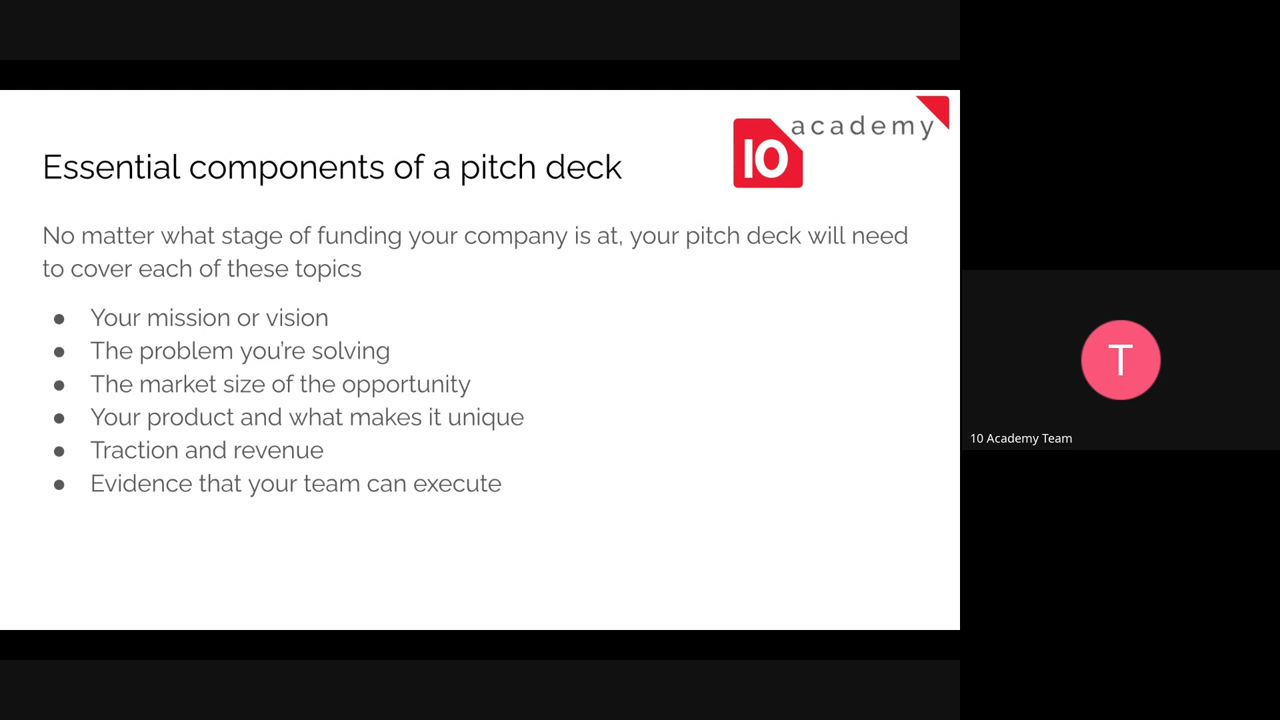 academy
10
Essential components of a pitch deck
No matter what stage of funding your company is at, your pitch deck will need
to cover each of these topics
● Your mission or vision
● The problem you're solving
● The market size of the opportunity
● Your product and what makes it unique
● Traction and revenue
● Evidence that your team can execute
T
10 Academy Team